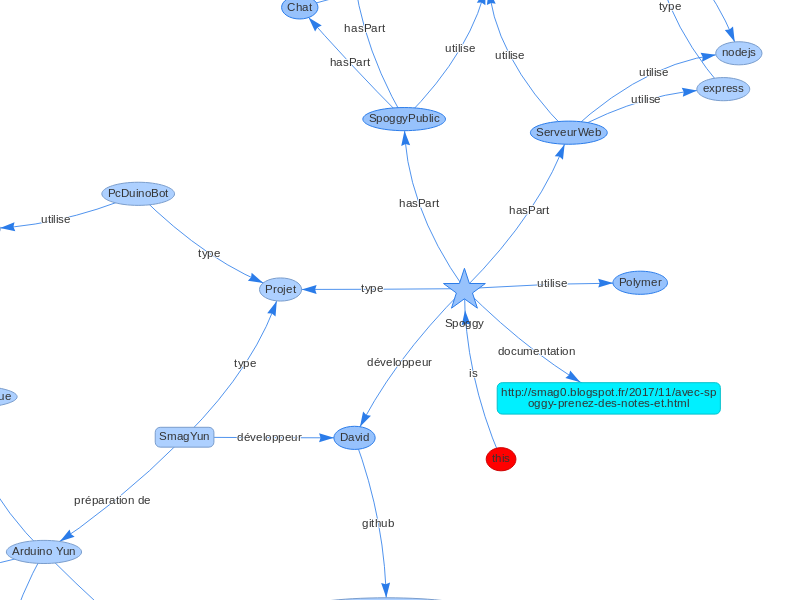 Chat
type
hasPart
utilise
utilise
nodejs
hasPart
utilise
express
utilise
SpoggyPublic
ServeurWeb
PcDuinoBot
hasPart
hasPart
utilise
type
Projet
type
utilise
Polymer
Spoggy
documentation
type
développeur
is
http://smag0.blogspot.fr/2017/11/avec-sp
oggy-prenez-des-notes-et.html
ue
SmagYun
développeur
David
this
préparation de
github
Arduino Yun